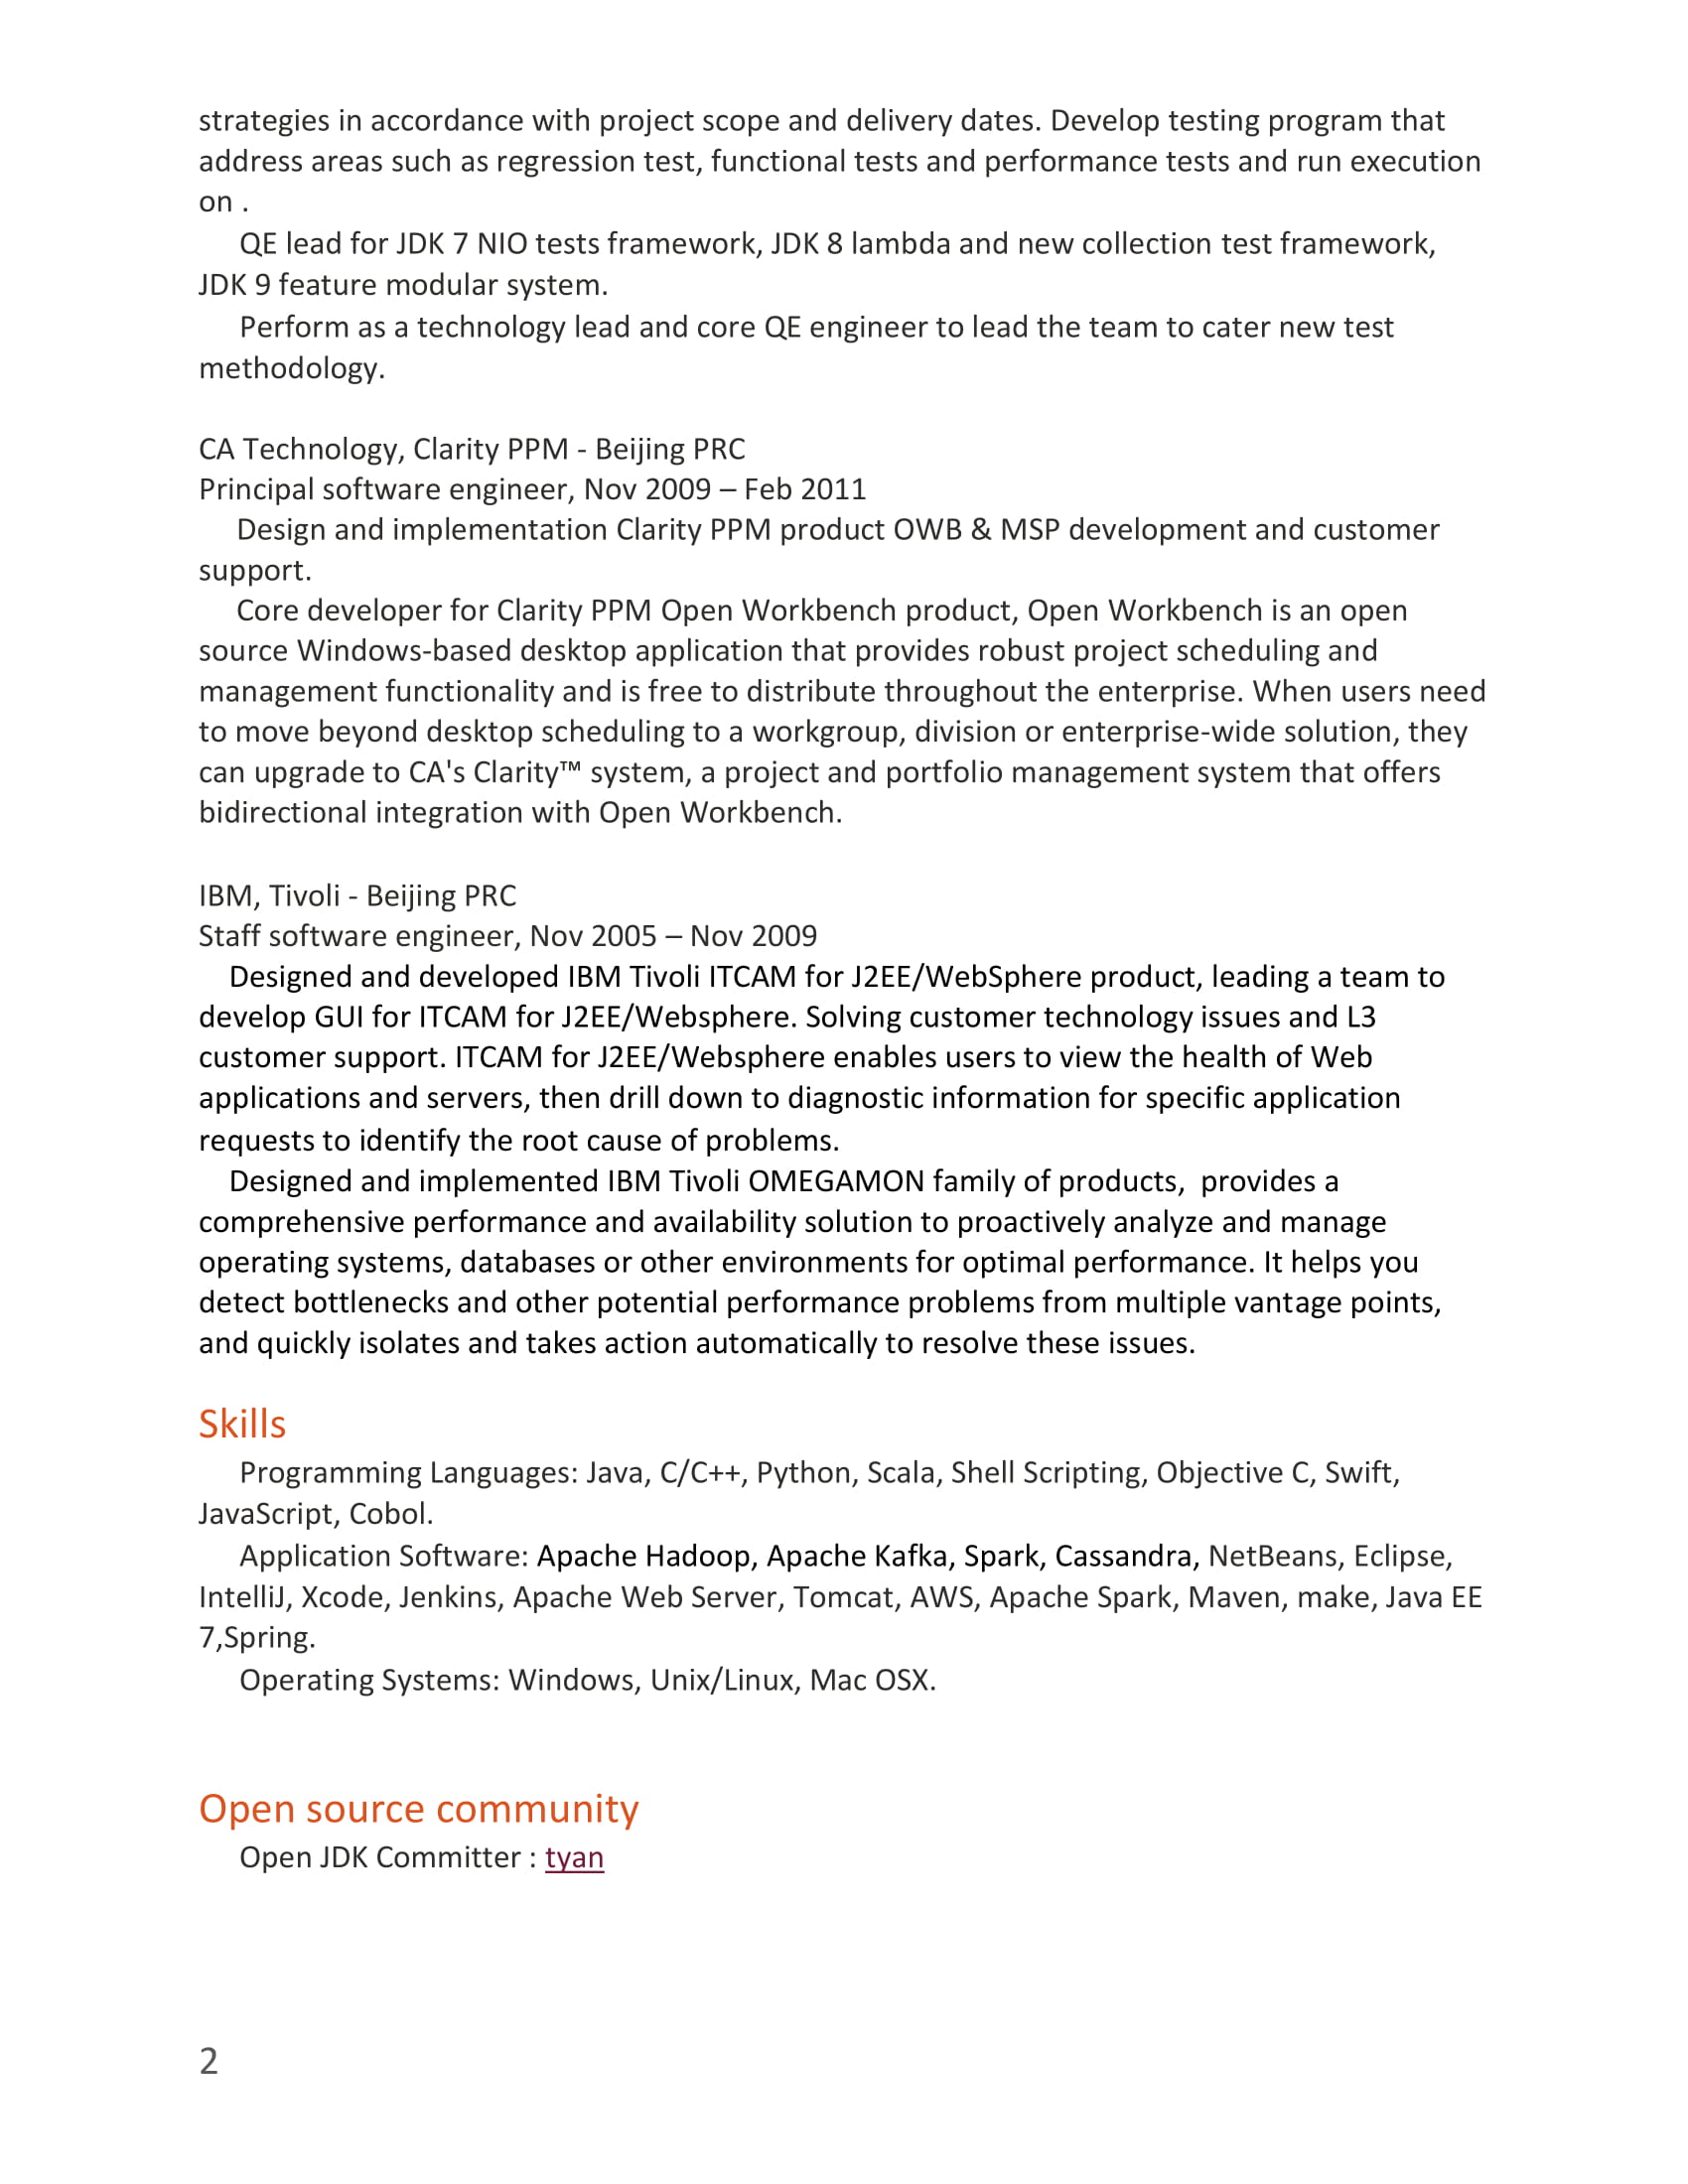 strategies in accordance with project scope and delivery dates. Develop testing program that
address areas such as regression test, functional tests and performance tests and run execution
on .
QE lead for JDK 7 NIO tests framework, JDK 8 lambda and new collection test framework,
JDK 9 feature modular system.
Perform as a technology lead and core QE engineer to lead the team to cater new test
methodology.
CA Technology, Clarity PPM - Beijing PRC
Principal software engineer, Nov 2009 – Feb 2011
Design and implementation Clarity PPM product OWB & MSP development and customer
support.
Core developer for Clarity PPM Open Workbench product, Open Workbench is an open
source Windows-based desktop application that provides robust project scheduling and
management functionality and is free to distribute throughout the enterprise. When users need
to move beyond desktop scheduling to a workgroup, division or enterprise-wide solution, they
can upgrade to CA's Clarity™ system, a project and portfolio management system that offers
bidirectional integration with Open Workbench.
IBM, Tivoli - Beijing PRC
Staff software engineer, Nov 2005 – Nov 2009
Designed and developed IBM Tivoli ITCAM for J2EE/WebSphere product, leading a team to
develop GUI for ITCAM for J2EE/Websphere. Solving customer technology issues and L3
customer support. ITCAM for J2EE/Websphere enables users to view the health of Web
applications and servers, then drill down to diagnostic information for specific application
requests to identify the root cause of problems.
Designed and implemented IBM Tivoli OMEGAMON family of products,  provides a
comprehensive performance and availability solution to proactively analyze and manage
operating systems, databases or other environments for optimal performance. It helps you
detect bottlenecks and other potential performance problems from multiple vantage points,
and quickly isolates and takes action automatically to resolve these issues.
Skills
Programming Languages: Java, C/C++, Python, Scala, Shell Scripting, Objective C, Swift,
JavaScript, Cobol.
Application Software: Apache Hadoop, Apache Kafka, Spark, Cassandra, NetBeans, Eclipse,
IntelliJ, Xcode, Jenkins, Apache Web Server, Tomcat, AWS, Apache Spark, Maven, make, Java EE
7,Spring.
Operating Systems: Windows, Unix/Linux, Mac OSX.
Open source community
Open JDK Committer : tyan
2